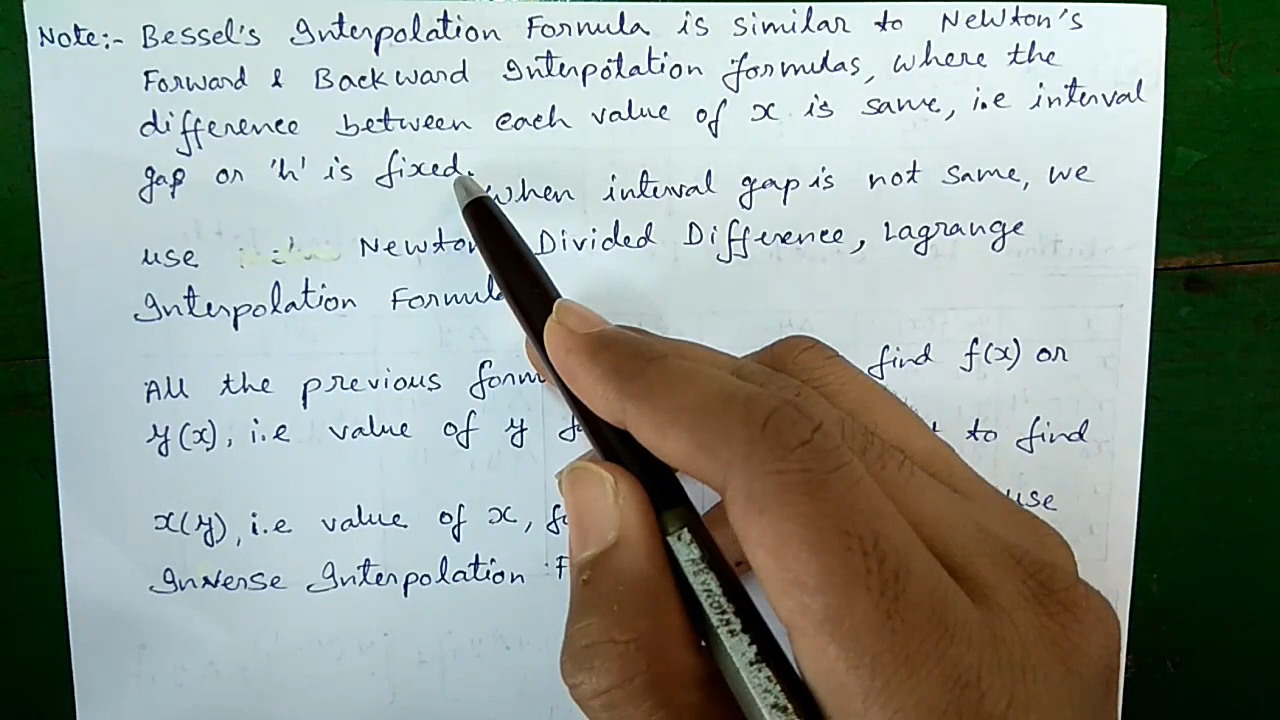 Note:- Bessel's Interpolation Formula is similar to Newton's
Forward & Backward Interpolation formulas, where the
difference between each value of x is same, i.e interval
gap or 'h' is fixed. when interval gap is not same, we
use Newton Divided Difference, Lagrange
Interpolation Formula
All the previous find f(x) or
y(x), i.e value of y to find
x(y), i.e value of x, use
Inverse Interpolation